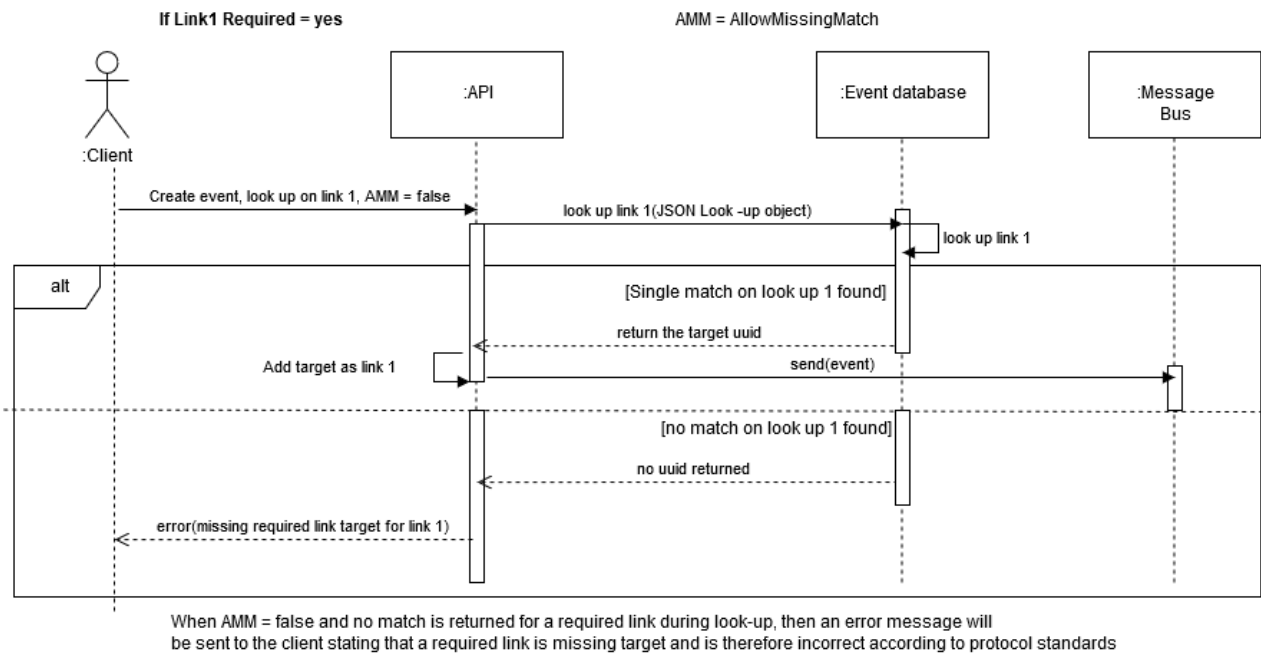 If Link1 Required = yes
AMM = AllowMissingMatch
:API
:Event database
:Message
Bus
:Client
Create event, look up on link 1, AMM = false
look up link 1(JSON Look -up object)
look up link 1
alt
[Single match on look up 1 found]
return the target uuid
Add target as link 1
send(event)
[no match on look up 1 found]
no uuid returned
error(missing required link target for link 1)
When AMM = false and no match is returned for a required link during look-up, then an error message will
be sent to the client stating that a required link is missing target and is therefore incorrect according to protocol standards